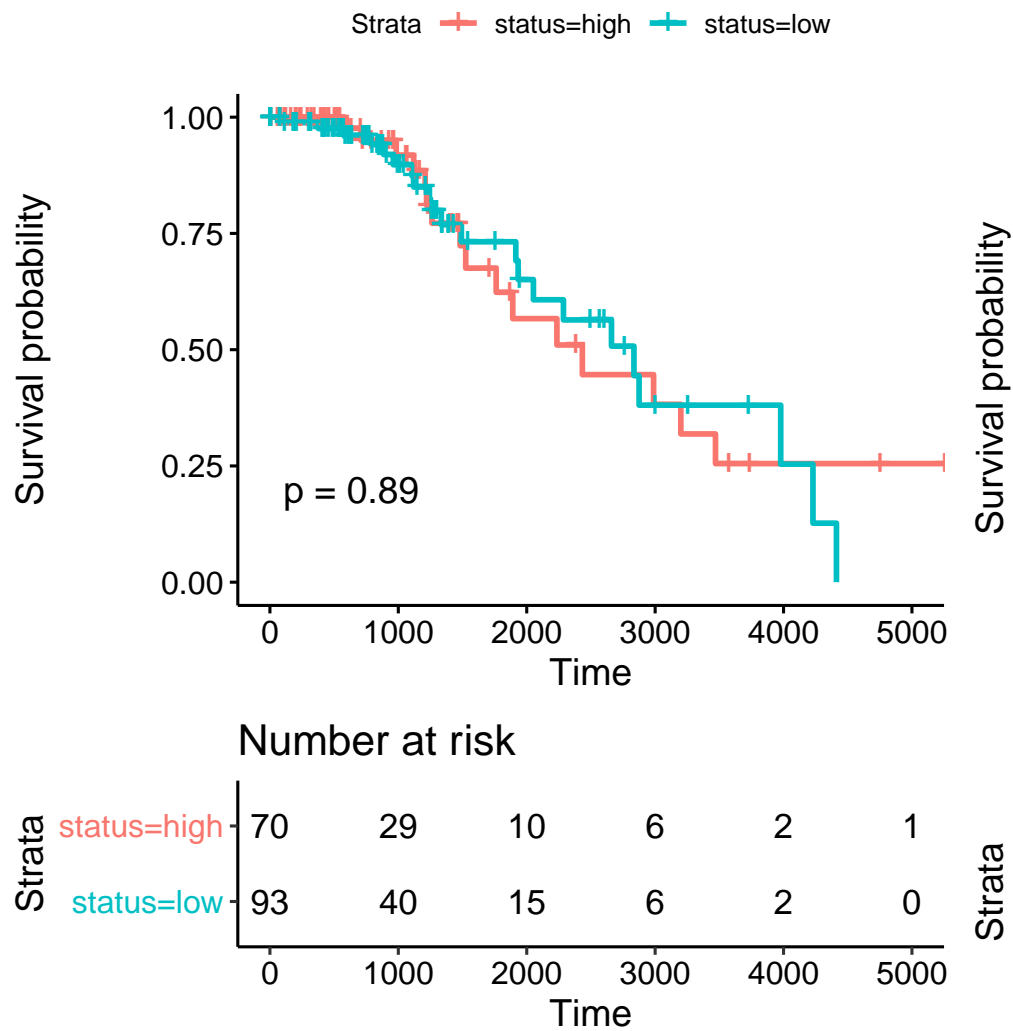 Strata status=high status=low
Survival probability
1.00
0.75
0.50
0.25
0.00
p = 0.89
0 1000 2000 3000 4000 5000
Time
Survival probability
Number at risk
Strata
status=high 70 29 10 6 2 1
status=low 93 40 15 6 2 0
0 1000 2000 3000 4000 5000
Time
Strata